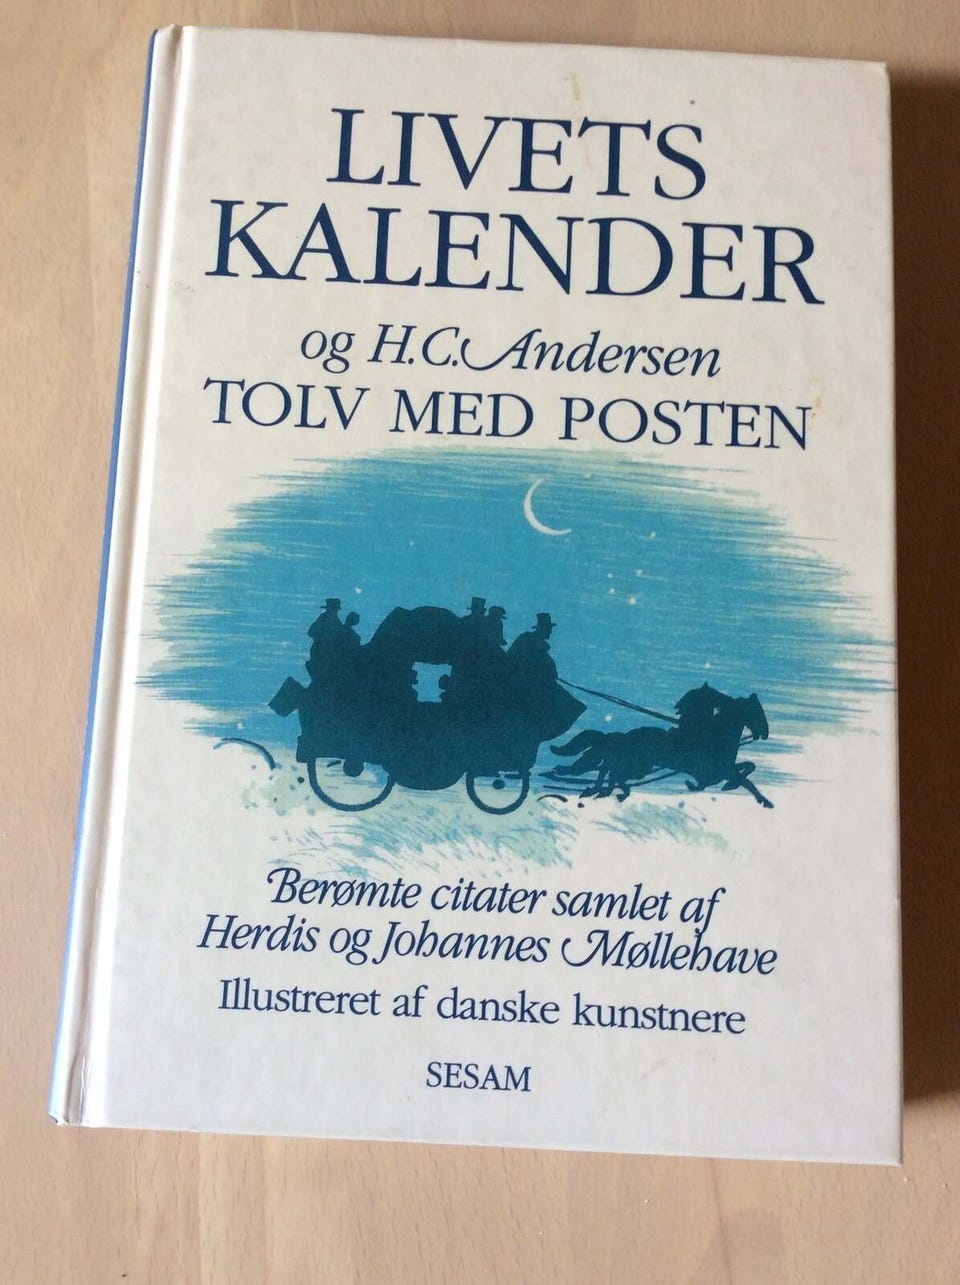 LIVETS
KALENDER
og H.C. Andersen
TOLV MED POSTEN
Berømte citater samlet af
Herdis og Johannes Møllehave
Illustreret af danske kunstnere
SESAM